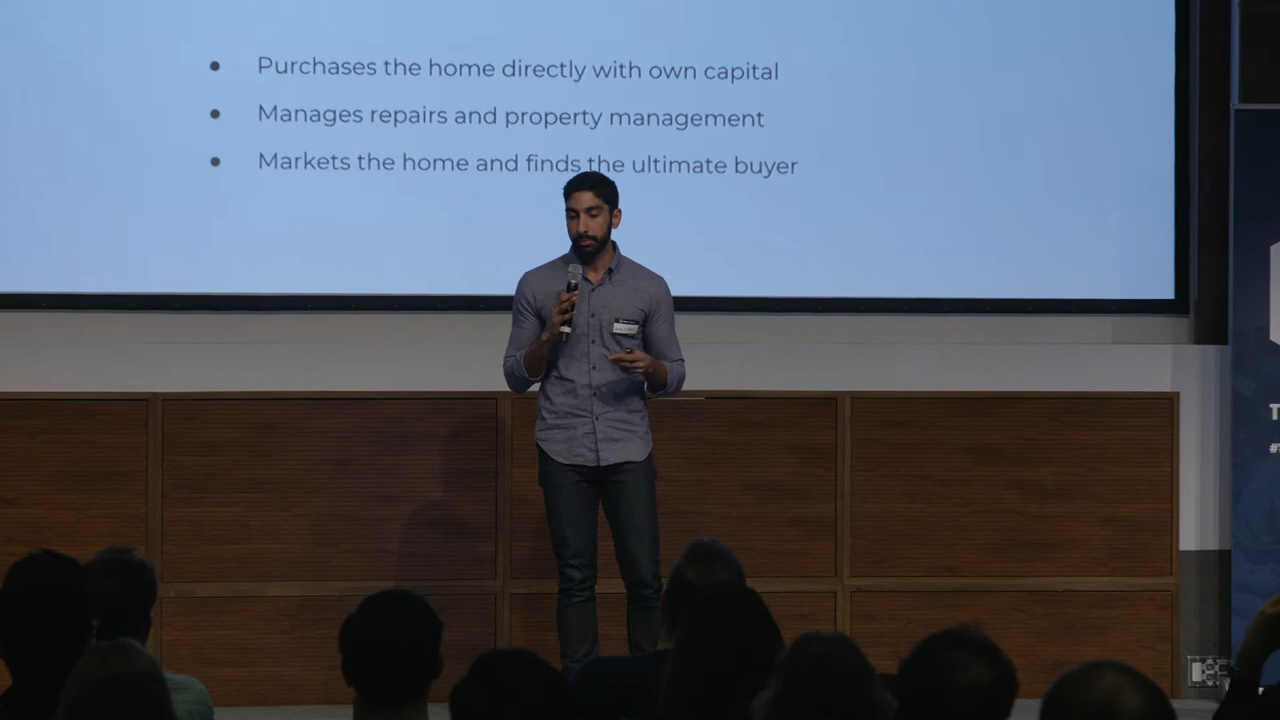 Purchases the home directly with own capital
Manages repairs and property management
Markets the home and finds the ultimate buyer